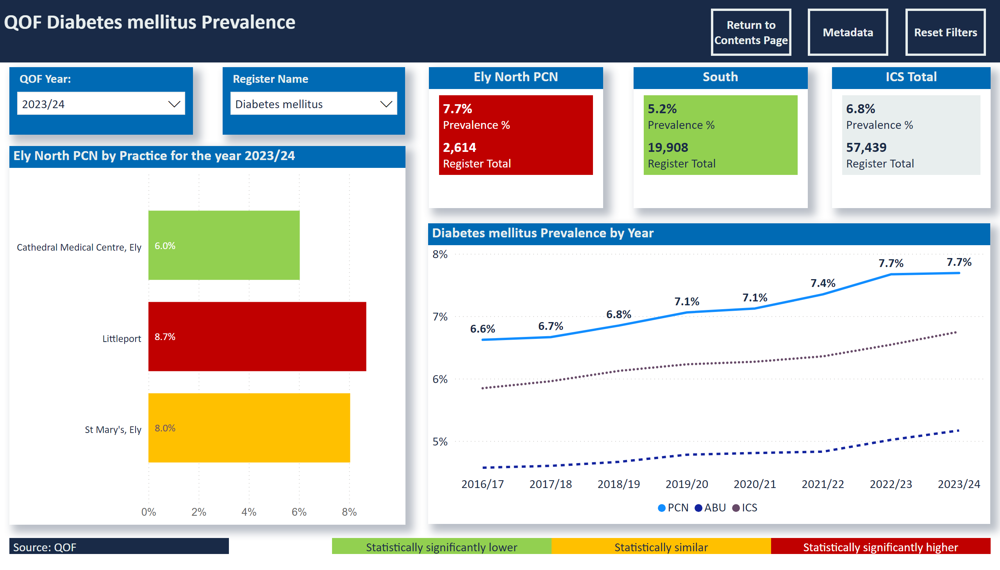 QOF Diabetes mellitus Prevalence
Return to
Contents Page
Metadata
Reset Filters
QOF Year:
2023/24
Register Name
Diabetes mellitus
Ely North PCN
7.7%
Prevalence %
2,614
Register Total
South
5.2%
Prevalence %
19,908
Register Total
ICS Total
6.8%
Prevalence %
57,439
Register Total
Ely North PCN by Practice for the year 2023/24
Cathedral Medical Centre, Ely
6.0%
Littleport
8.7%
St Mary's, Ely
8.0%
0% 2% 4% 6% 8%
Diabetes mellitus Prevalence by Year
8%
7%
6%
5%
6.6% 6.7% 6.8% 7.1% 7.1% 7.4% 7.7% 7.7%
2016/17 2017/18 2018/19 2019/20 2020/21 2021/22 2022/23 2023/24
PCN ABU ICS
Source: QOF
Statistically significantly lower
Statistically similar
Statistically significantly higher